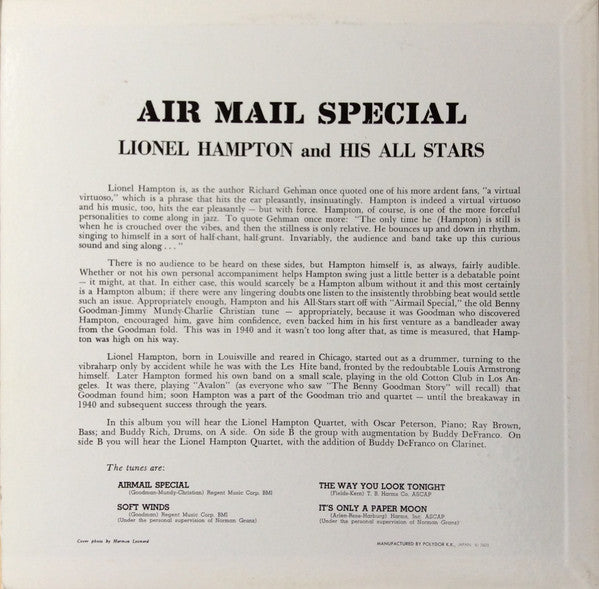 AIR MAIL SPECIAL
LIONEL HAMPTON and HIS ALL STARS
Lionel Hampton is, as the author Richard Gehman once quoted one of his more ardent fans, "a virtual
virtuoso," which is a phrase that hits the ear pleasantly, insinuatingly. Hampton is indeed a virtual virtuoso
and his music, too, hits the ear pleasantly — but with force. Hampton, of course, is one of the more forceful
personalities to come along in jazz. To quote Gehman once more: "The only time he (Hampton) is still is
when he is crouched over the vibes, and then the stillness is only relative. He bounces up and down in rhythm,
singing to himself in a sort of half-chant, half-grunt. Invariably, the audience and band take up this curious
sound and sing along . . . "
There is no audience to be heard on these sides, but Hampton himself is, as always, fairly audible.
Whether or not his own personal accompaniment helps Hampton swing just a little better is a debatable point
— it might, at that. In either case, this would scarcely be a Hampton album without it and this most certainly
is a Hampton album; if there were any lingering doubts one listen to the insistently throbbing beat would settle
such an issue. Appropriately enough, Hampton and his All-Stars start off with "Airmail Special," the old Benny
Goodman-Jimmy Mundy-Charlie Christian tune — appropriately, because it was Goodman who discovered
Hampton, encouraged him, gave him confidence, even backed him in his first venture as a bandleader away
from the Goodman fold. This was in 1940 and it wasn't too long after that, as time is measured, that Hamp-
ton was high on his way.
Lionel Hampton, born in Louisville and reared in Chicago, started out as a drummer, turning to the
vibraharp only by accident while he was with the Les Hite band, fronted by the redoubtable Louis Armstrong
himself. Later Hampton formed his own band on a small scale, playing in the old Cotton Club in Los An-
geles. It was there, playing "Avalon" (as everyone who saw "The Benny Goodman Story" will recall) that
Goodman found him; soon Hampton was a part of the Goodman trio and quartet — until the breakaway in
1940 and subsequent success through the years.
In this album you will hear the Lionel Hampton Quartet, with Oscar Peterson, Piano; Ray Brown,
Bass; and Buddy Rich, Drums, on A side. On side B the group with augmentation by Buddy DeFranco. On
side B you will hear the Lionel Hampton Quartet, with the addition of Buddy DeFranco on Clarinet.
The tunes are:
AIRMAIL SPECIAL
(Goodman-Mundy-Christian) Regent Music Corp. BMI
SOFT WINDS
(Goodman) Regent Music Corp. BMI
(Under the personal supervision of Norman Granz)
THE WAY YOU LOOK TONIGHT
(Fields-Kern) T. B. Harms Co. ASCAP
IT'S ONLY A PAPER MOON
(Arlen-Rose-Harburg) Harms, Inc. ASCAP
(Under the personal supervision of Norman Granz)
Cover photo by Herman Leonard
MANUFACTURED BY POLYDOR K.K., JAPAN